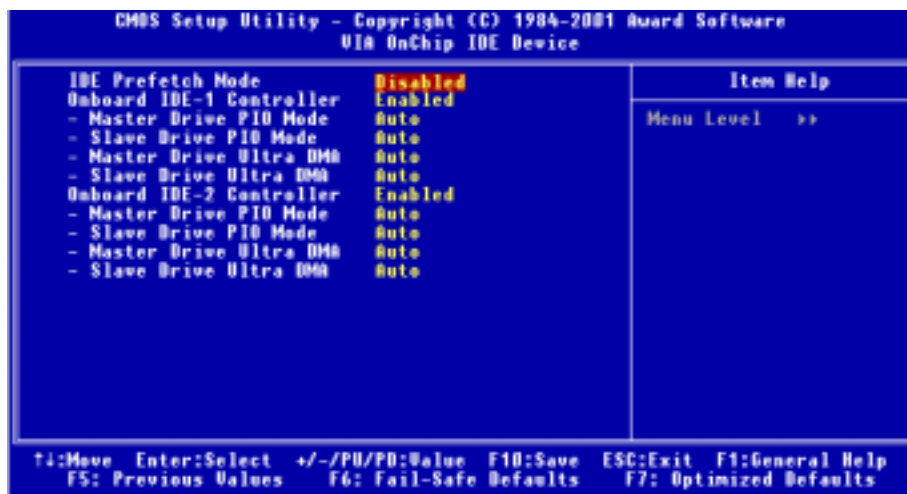 CMOS Setup Utility - Copyright (C) 1984-2001 Award Software
VIA OnChip IDE Device
IDE Prefetch Mode Disabled
Onboard IDE-1 Controller Enabled
- Master Drive PIO Mode Auto
- Slave Drive PIO Mode Auto
- Master Drive Ultra DMA Auto
- Slave Drive Ultra DMA Auto
Onboard IDE-2 Controller Enabled
- Master Drive PIO Mode Auto
- Slave Drive PIO Mode Auto
- Master Drive Ultra DMA Auto
- Slave Drive Ultra DMA Auto
Item Help
Menu Level ▸▸
↑↓:Move Enter:Select +/-/PU/PD:Value F10:Save ESC:Exit F1:General Help
F5: Previous Values F6: Fail-Safe Defaults F7: Optimized Defaults